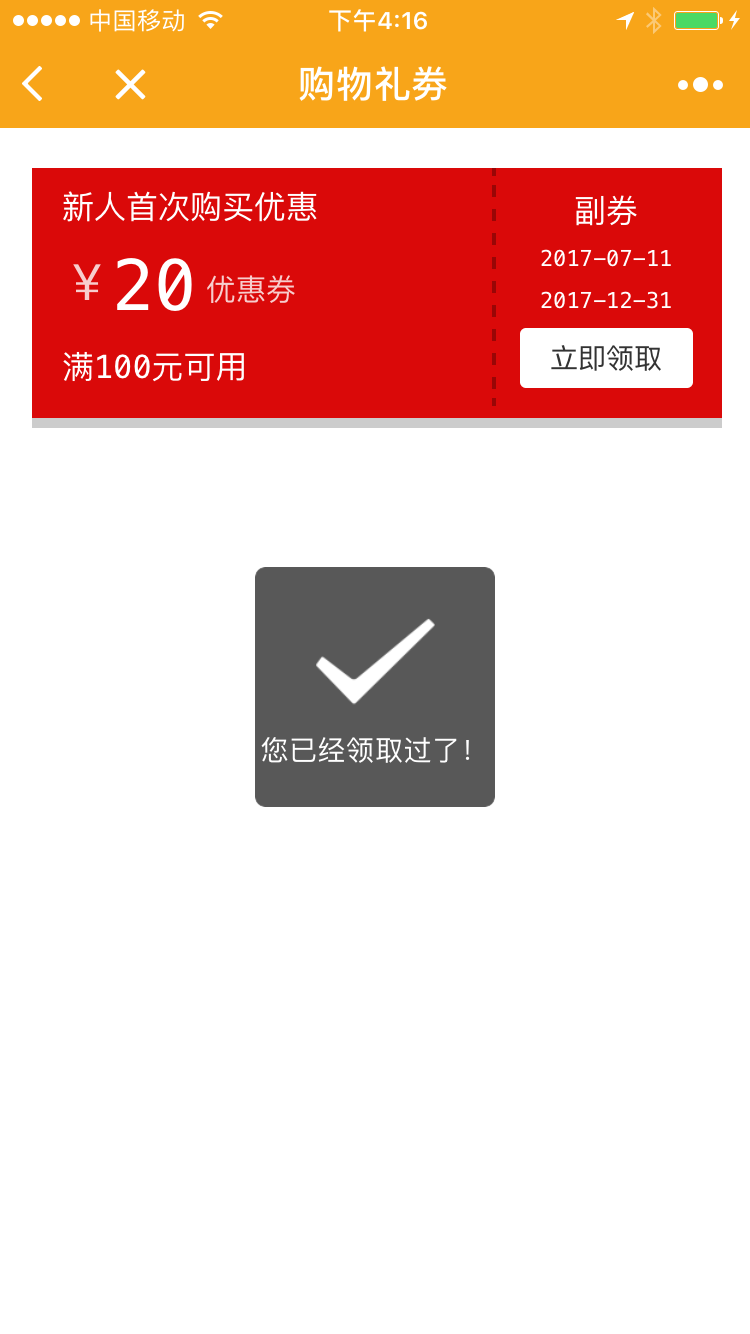 中国移动
下午4:16
购物礼券
新人首次购买优惠
¥ 20 优惠券
满100元可用
副券
2017-07-11
2017-12-31
立即领取
您已经领取过了!